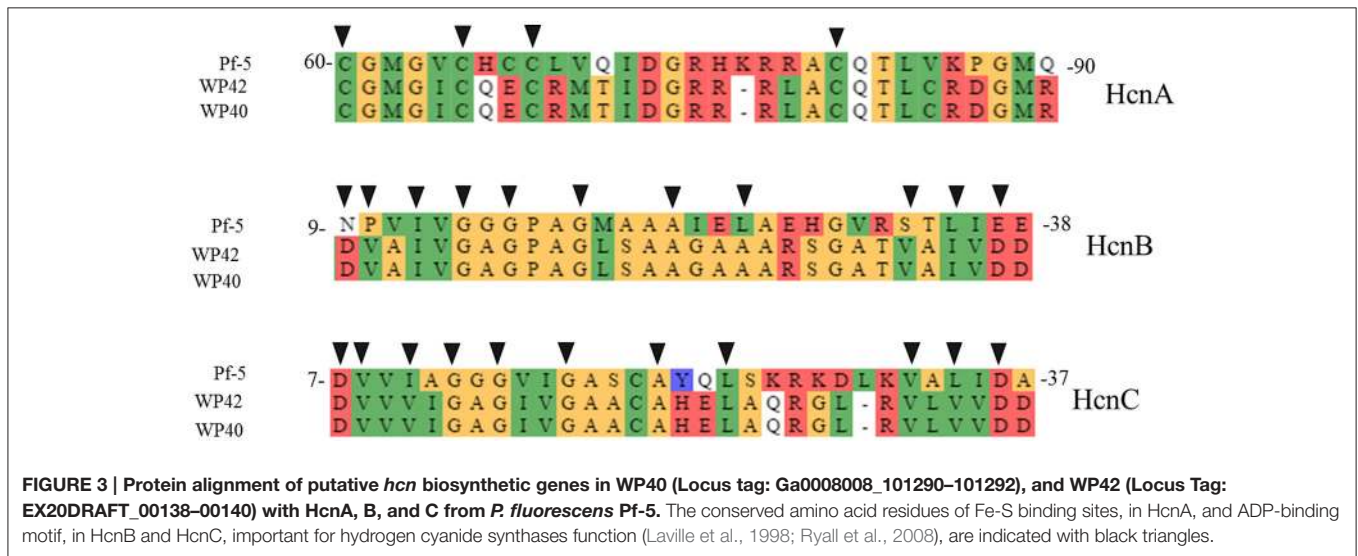 Pf-5 60- C G M G V C H C C L V Q I D G R H K R R A C Q T L V K P G M Q -90
WP42 C G M G I C Q E C R M T I D G R R - R L A C Q T L C R D G M R
WP40 C G M G I C Q E C R M T I D G R R - R L A C Q T L C R D G M R
HcnA
Pf-5 9- N P V I V G G G P A G M A A A I E L A E H G V R S T L I E E -38
WP42 D V A I V G A G P A G L S A A G A A A R S G A T V A I V D D
WP40 D V A I V G A G P A G L S A A G A A A R S G A T V A I V D D
HcnB
Pf-5 7- D V V I A G G G V I G A S C A Y Q L S K R K D L K V A L I D A -37
WP42 D V V V I G A G I V G A A C A H E L A Q R G L - R V L V V D D
WP40 D V V V I G A G I V G A A C A H E L A Q R G L - R V L V V D D
HcnC
FIGURE 3 | Protein alignment of putative hcn biosynthetic genes in WP40 (Locus tag: Ga0008008_101290–101292), and WP42 (Locus Tag:
EX20DRAFT_00138–00140) with HcnA, B, and C from P. fluorescens Pf-5. The conserved amino acid residues of Fe-S binding sites, in HcnA, and ADP-binding
motif, in HcnB and HcnC, important for hydrogen cyanide synthases function (Laville et al., 1998; Ryall et al., 2008), are indicated with black triangles.